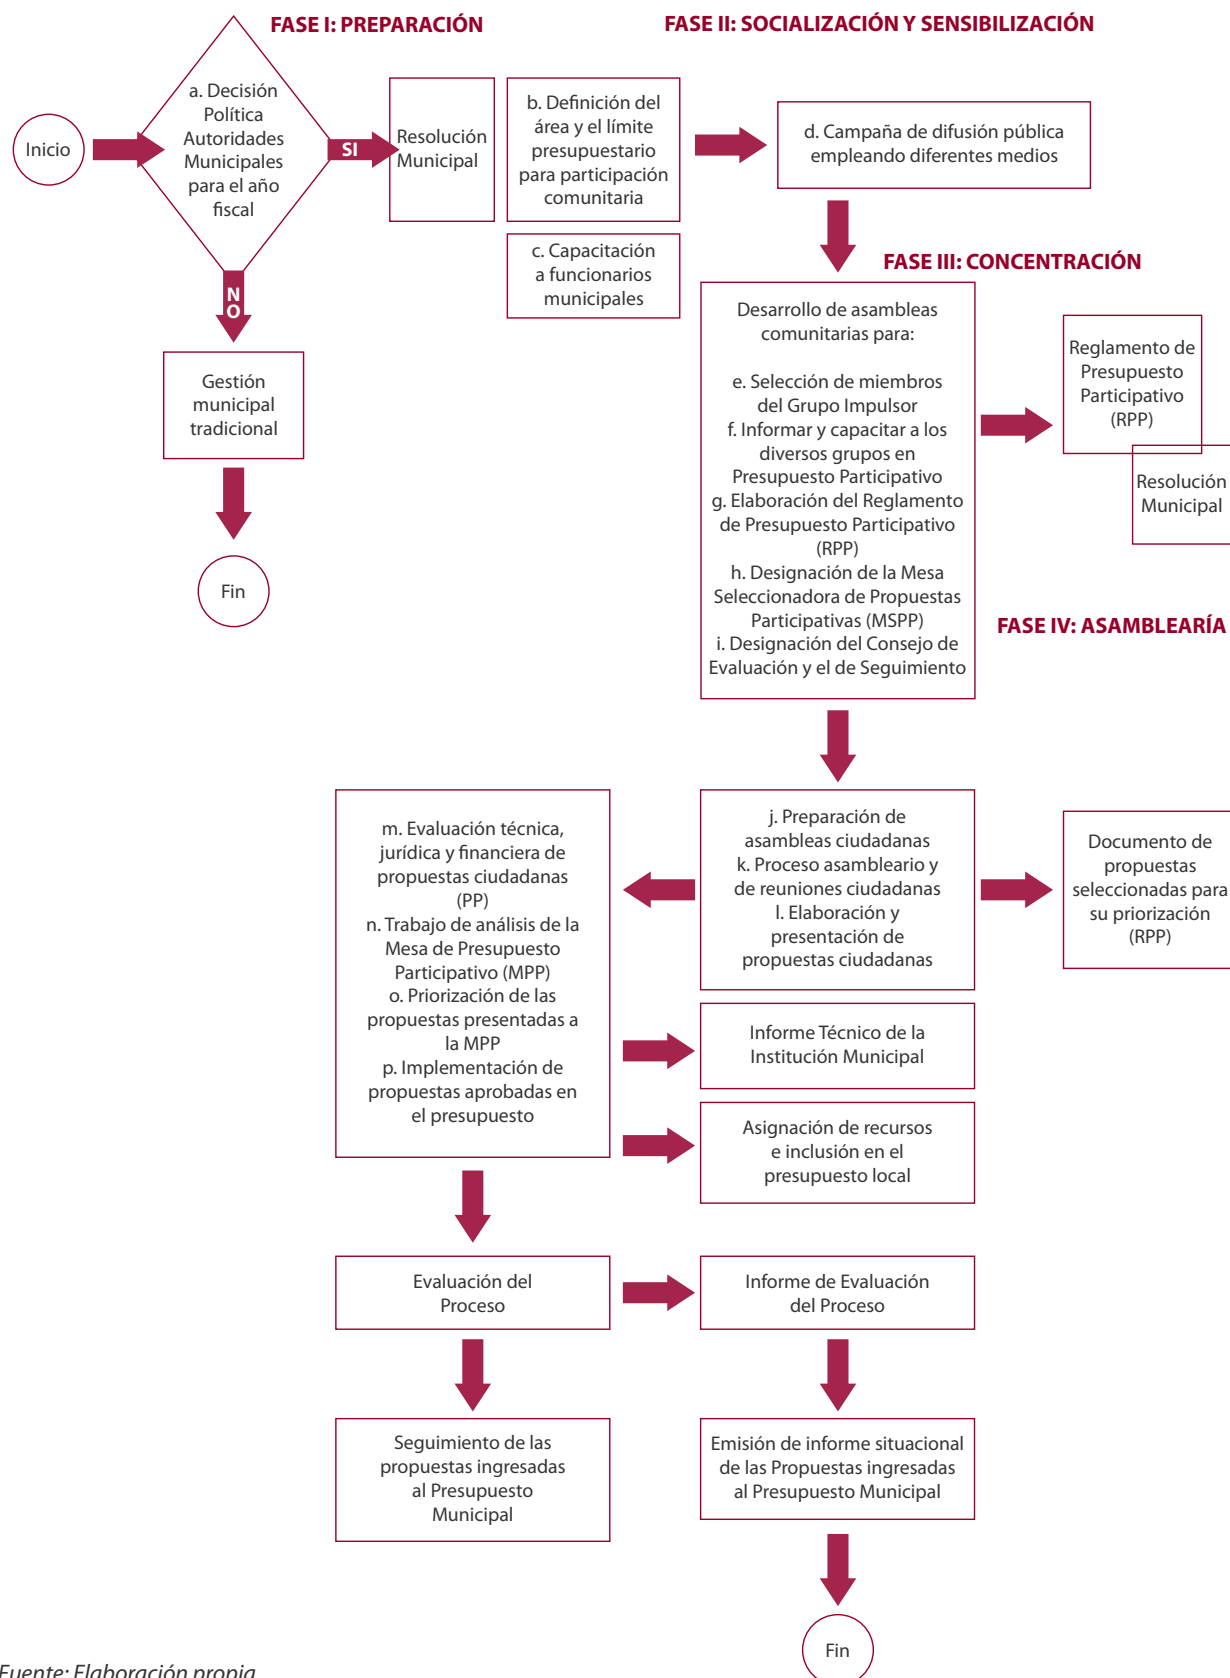 FASE I: PREPARACIÓN
FASE II: SOCIALIZACIÓN Y SENSIBILIZACIÓN
Inicio
a. Decisión
Política
Autoridades
Municipales
para el año
fiscal
SI
Resolución
Municipal
b. Definición del
área y el límite
presupuestario
para participación
comunitaria
c. Capacitación
a funcionarios
municipales
d. Campaña de difusión pública
empleando diferentes medios
N
O
Gestión
municipal
tradicional
Fin
FASE III: CONCENTRACIÓN
Desarrollo de asambleas
comunitarias para:
e. Selección de miembros
del Grupo Impulsor
f. Informar y capacitar a los
diversos grupos en
Presupuesto Participativo
g. Elaboración del Reglamento
de Presupuesto Participativo
(RPP)
h. Designación de la Mesa
Seleccionadora de Propuestas
Participativas (MSPP)
i. Designación del Consejo de
Evaluación y el de Seguimiento
Reglamento de
Presupuesto
Participativo
(RPP)
Resolución
Municipal
FASE IV: ASAMBLEARÍA
j. Preparación de
asambleas ciudadanas
k. Proceso asambleario y
de reuniones ciudadanas
l. Elaboración y
presentación de
propuestas ciudadanas
Documento de
propuestas
seleccionadas para
su priorización
(RPP)
m. Evaluación técnica,
jurídica y financiera de
propuestas ciudadanas
(PP)
n. Trabajo de análisis de la
Mesa de Presupuesto
Participativo (MPP)
o. Priorización de las
propuestas presentadas a
la MPP
p. Implementación de
propuestas aprobadas en
el presupuesto
Informe Técnico de la
Institución Municipal
Asignación de recursos
e inclusión en el
presupuesto local
Evaluación del
Proceso
Informe de Evaluación
del Proceso
Seguimiento de las
propuestas ingresadas
al Presupuesto
Municipal
Emisión de informe situacional
de las Propuestas ingresadas
al Presupuesto Municipal
Fin
Fuente: Elaboración propia